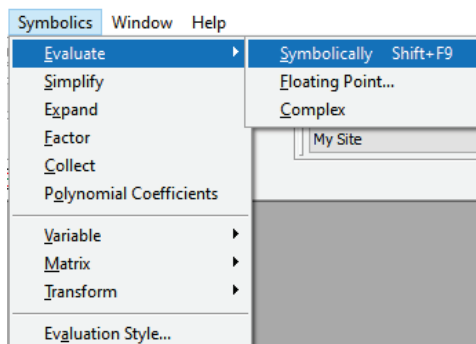 Symbolics Window Help
Evaluate
Symbolically Shift+F9
Simplify
Floating Point...
Expand
Complex
Factor
My Site
Collect
Polynomial Coefficients
Variable
Matrix
Transform
Evaluation Style...